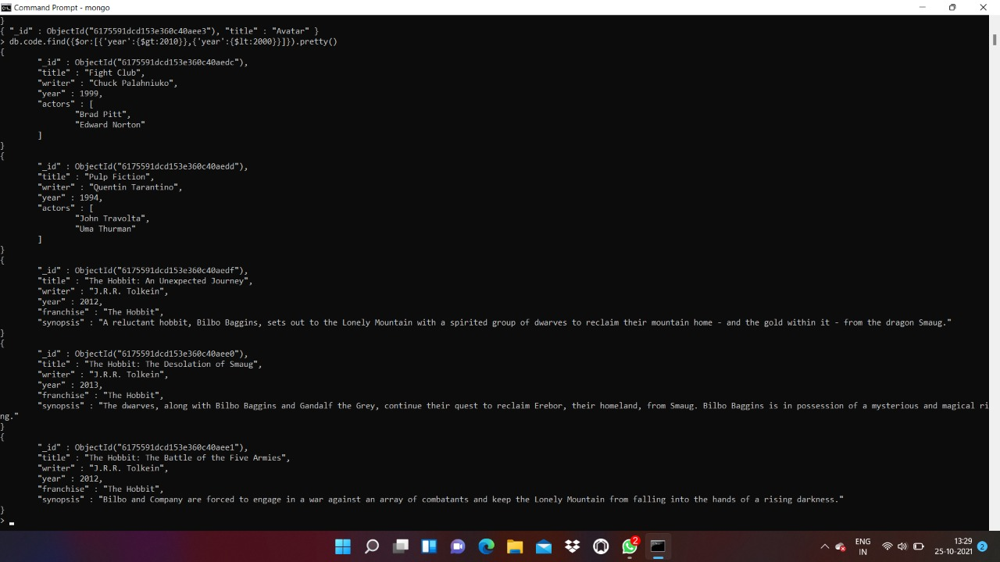 Command Prompt - mongo
}
{ "_id" : ObjectId("6175591dcd153e360c40aee3"), "title" : "Avatar" }
> db.code.find({$or:[{'year':{$gt:2010}},{'year':{$lt:2000}}]}).pretty()
{
"_id" : ObjectId("6175591dcd153e360c40aedc"),
"title" : "Fight Club",
"writer" : "Chuck Palahniuko",
"year" : 1999,
"actors" : [
"Brad Pitt",
"Edward Norton"
]
}
{
"_id" : ObjectId("6175591dcd153e360c40aedd"),
"title" : "Pulp Fiction",
"writer" : "Quentin Tarantino",
"year" : 1994,
"actors" : [
"John Travolta",
"Uma Thurman"
]
}
{
"_id" : ObjectId("6175591dcd153e360c40aedf"),
"title" : "The Hobbit: An Unexpected Journey",
"writer" : "J.R.R. Tolkein",
"year" : 2012,
"franchise" : "The Hobbit",
"synopsis" : "A reluctant hobbit, Bilbo Baggins, sets out to the Lonely Mountain with a spirited group of dwarves to reclaim their mountain home - and the gold within it - from the dragon Smaug."
}
{
"_id" : ObjectId("6175591dcd153e360c40aee0"),
"title" : "The Hobbit: The Desolation of Smaug",
"writer" : "J.R.R. Tolkein",
"year" : 2013,
"franchise" : "The Hobbit",
"synopsis" : "The dwarves, along with Bilbo Baggins and Gandalf the Grey, continue their quest to reclaim Erebor, their homeland, from Smaug. Bilbo Baggins is in possession of a mysterious and magical ri
ng."
}
{
"_id" : ObjectId("6175591dcd153e360c40aee1"),
"title" : "The Hobbit: The Battle of the Five Armies",
"writer" : "J.R.R. Tolkein",
"year" : 2012,
"franchise" : "The Hobbit",
"synopsis" : "Bilbo and Company are forced to engage in a war against an array of combatants and keep the Lonely Mountain from falling into the hands of a rising darkness."
}
>
2
ENG
IN
13:29
25-10-2021
2